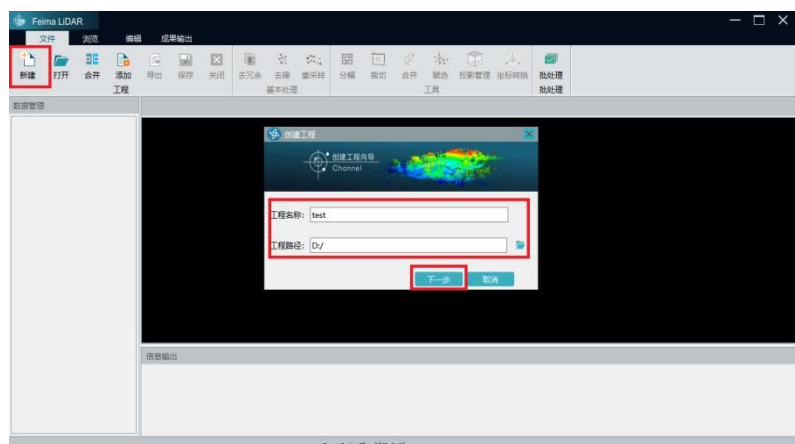 Feima LiDAR
文件 浏览 编辑 成果输出
新建 打开 合并 添加 导出 保存 关闭 去冗余 去噪 重采样 分幅 裁切 合并 赋色 投影管理 坐标转换 批处理
工程 基本处理 工具 批处理
数据管理
创建工程
创建工程向导
Channel
工程名称: test
工程路径: D:/
下一步 取消
信息输出